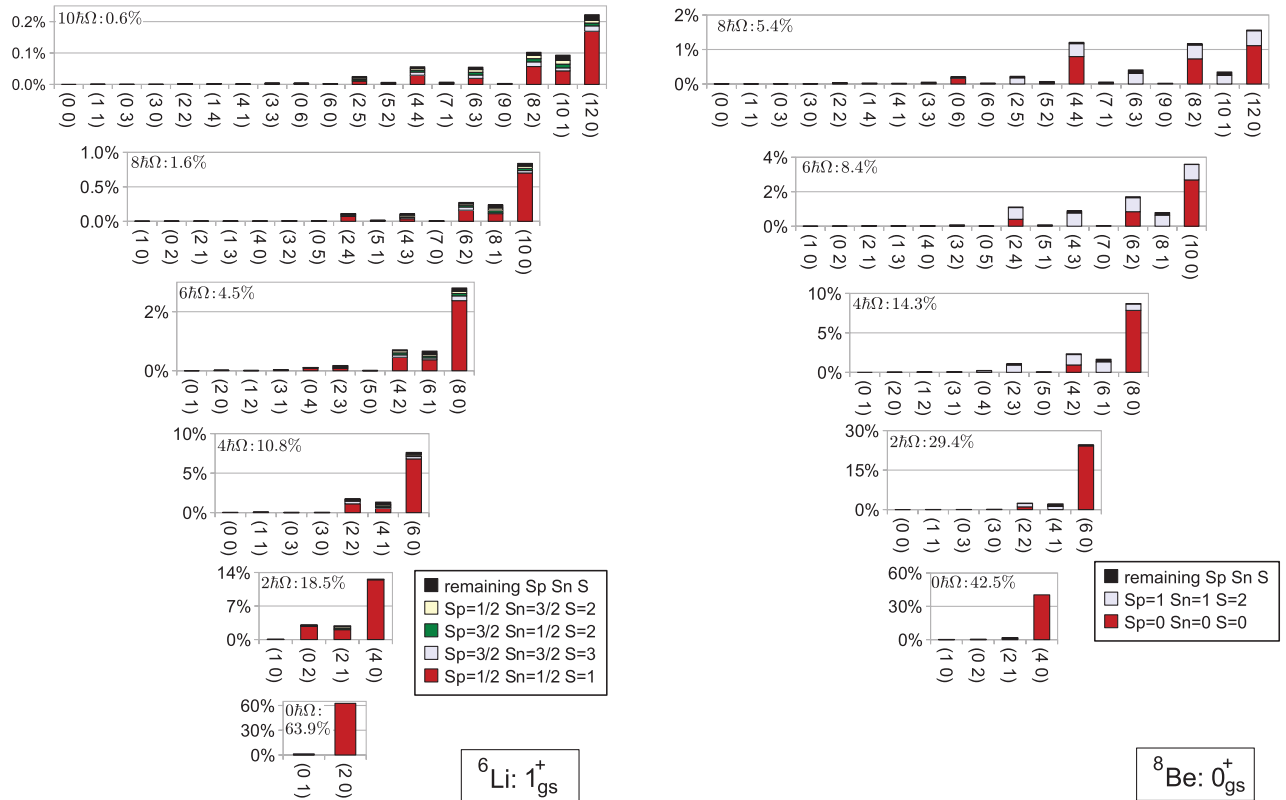 10ħΩ:0.6%
0.2%
0.1%
0.0%
(0 0) (1 1) (0 3) (3 0) (2 2) (1 4) (4 1) (3 3) (0 6) (6 0) (2 5) (5 2) (4 4) (7 1) (6 3) (9 0) (8 2) (10 1) (12 0)
8ħΩ:1.6%
1.0%
0.5%
0.0%
(1 0) (0 2) (2 1) (1 3) (4 0) (3 2) (0 5) (2 4) (5 1) (4 3) (7 0) (6 2) (8 1) (10 0)
6ħΩ:4.5%
2%
0%
(0 1) (2 0) (1 2) (3 1) (0 4) (2 3) (5 0) (4 2) (6 1) (8 0)
4ħΩ:10.8%
10%
5%
0%
(0 0) (1 1) (0 3) (3 0) (2 2) (4 1) (6 0)
2ħΩ:18.5%
14%
7%
0%
(1 0) (0 2) (2 1) (4 0)
remaining Sp Sn S
Sp=1/2 Sn=3/2 S=2
Sp=3/2 Sn=1/2 S=2
Sp=3/2 Sn=3/2 S=3
Sp=1/2 Sn=1/2 S=1
0ħΩ:
63.9%
60%
30%
0%
(0 1) (2 0)
⁶Li: 1⁺gs
8ħΩ:5.4%
2%
1%
0%
(0 0) (1 1) (0 3) (3 0) (2 2) (1 4) (4 1) (3 3) (0 6) (6 0) (2 5) (5 2) (4 4) (7 1) (6 3) (9 0) (8 2) (10 1) (12 0)
6ħΩ:8.4%
4%
2%
0%
(1 0) (0 2) (2 1) (1 3) (4 0) (3 2) (0 5) (2 4) (5 1) (4 3) (7 0) (6 2) (8 1) (10 0)
4ħΩ:14.3%
10%
5%
0%
(0 1) (2 0) (1 2) (3 1) (0 4) (2 3) (5 0) (4 2) (6 1) (8 0)
2ħΩ:29.4%
30%
15%
0%
(0 0) (1 1) (0 3) (3 0) (2 2) (4 1) (6 0)
0ħΩ:42.5%
60%
30%
0%
(1 0) (0 2) (2 1) (4 0)
remaining Sp Sn S
Sp=1 Sn=1 S=2
Sp=0 Sn=0 S=0
⁸Be: 0⁺gs